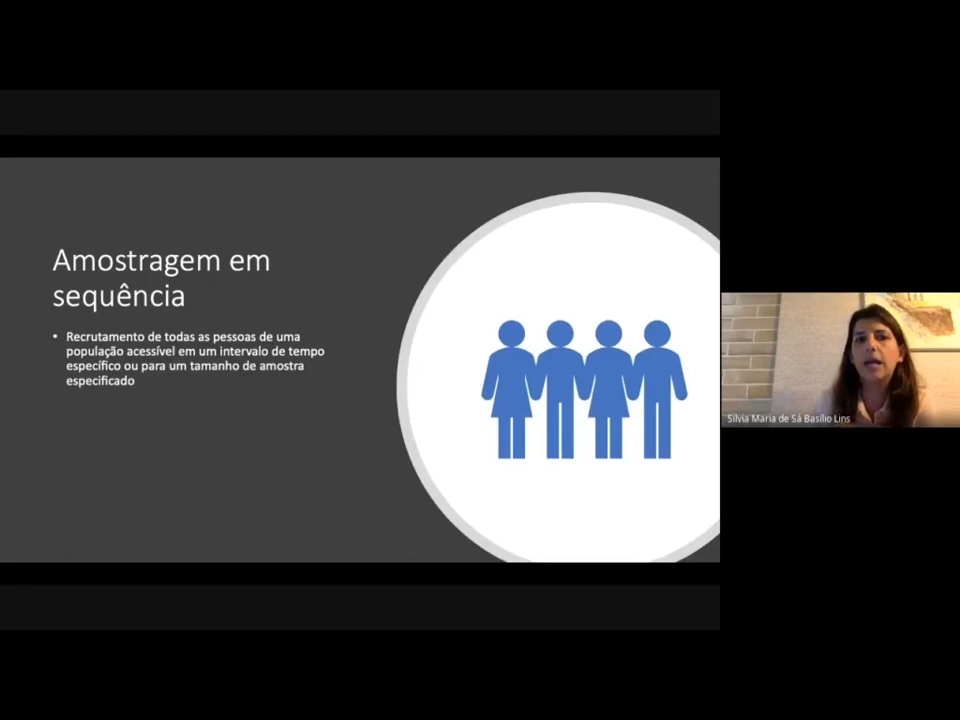 Amostragem em
sequência
• Recrutamento de todas as pessoas de uma
população acessível em um intervalo de tempo
específico ou para um tamanho de amostra
especificado
Sílvia Maria de Sá Basílio Lins